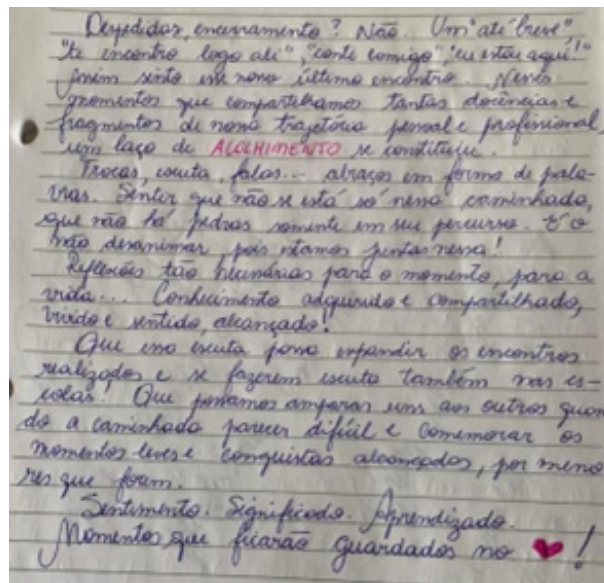 Despedidas, encerramento? Não. Um "até breve",
"te encontro logo ali", "conte comigo", "eu estou aqui!"
Assim sinto em nosso último encontro. Nesses
momentos que compartilhamos tantas docências e
fragmentos de nossa trajetória pessoal e profissional,
um laço de ACOLHIMENTO se constituiu.
Trocas, escuta, falas... abraços em forma de pala-
vras. Sentir que não se está só nessa caminhada,
que não há pedras somente em seu percurso. É o
não desanimar, pois estamos juntas nessa!
Reflexões tão necessárias para o momento, para a
vida... Conhecimento adquirido e compartilhado,
vivido e sentido, alcançado!
Que essa escuta possa expandir os encontros
realizados e se fazerem escuta também nas es-
colas! Que possamos amparar uns aos outros quan-
do a caminhada parecer difícil e comemorar os
momentos leves e conquistas alcançadas, por meno-
res que forem.
Sentimento. Significado. Aprendizado.
Momentos que ficarão guardados no ♥!